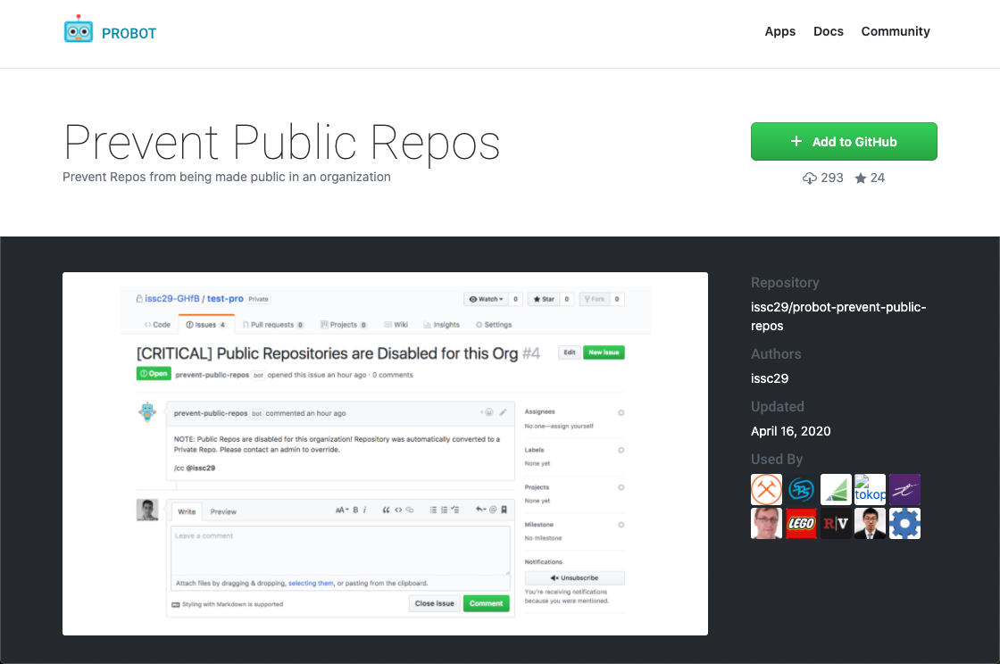 PROBOT
Apps Docs Community
Prevent Public Repos
Prevent Repos from being made public in an organization
Add to GitHub
293 24
issc29-GHfB / test-pro Private
Watch 0 Star 0 Fork 0
Code Issues 4 Pull requests 0 Projects 0 Wiki Insights Settings
[CRITICAL] Public Repositories are Disabled for this Org #4
Edit New issue
Open prevent-public-repos bot opened this issue an hour ago · 0 comments
prevent-public-repos bot commented an hour ago
NOTE: Public Repos are disabled for this organization! Repository was automatically converted to a
Private Repo. Please contact an admin to override.
/cc @issc29
Write Preview
AA B i
Leave a comment
Attach files by dragging & dropping, selecting them, or pasting from the clipboard.
Styling with Markdown is supported
Close issue Comment
Assignees
No one—assign yourself
Labels
None yet
Projects
None yet
Milestone
No milestone
Notifications
Unsubscribe
You're receiving notifications
because you were mentioned.
Repository
issc29/probot-prevent-public-
repos
Authors
issc29
Updated
April 16, 2020
Used By
tokop
LEGO R|V